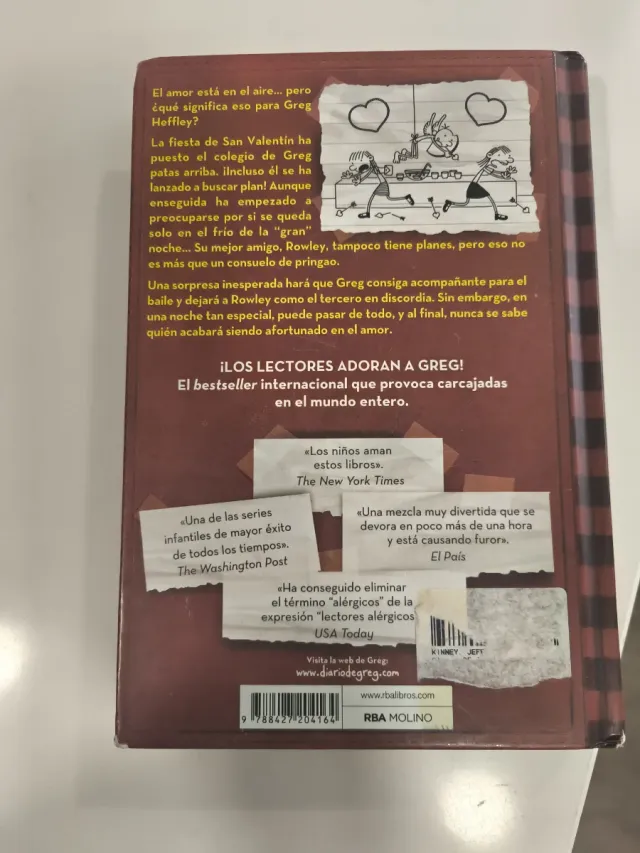 El amor está en el aire... pero
¿qué significa eso para Greg
Heffley?
La fiesta de San Valentín ha
puesto el colegio de Greg
patas arriba. ¡Incluso él se ha
lanzado a buscar plan! Aunque
enseguida ha empezado a
preocuparse por si se queda
solo en el frío de la "gran"
noche... Su mejor amigo, Rowley, tampoco tiene planes, pero eso no
es más que un consuelo de pringao.
Una sorpresa inesperada hará que Greg consiga acompañante para el
baile y dejará a Rowley como el tercero en discordia. Sin embargo, en
una noche tan especial, puede pasar de todo, y al final, nunca se sabe
quién acabará siendo afortunado en el amor.
¡LOS LECTORES ADORAN A GREG!
El bestseller internacional que provoca carcajadas
en el mundo entero.
«Los niños aman
estos libros».
The New York Times
«Una de las series
infantiles de mayor éxito
de todos los tiempos».
The Washington Post
«Una mezcla muy divertida que se
devora en poco más de una hora
y está causando furor».
El País
«Ha conseguido eliminar
el término "alérgicos" de la
expresión "lectores alérgicos
USA Today
KINNEY JEFF
Visita la web de Greg:
www.diariodegreg.com
www.rbalibros.com
RBA MOLINO
9 788427 204164